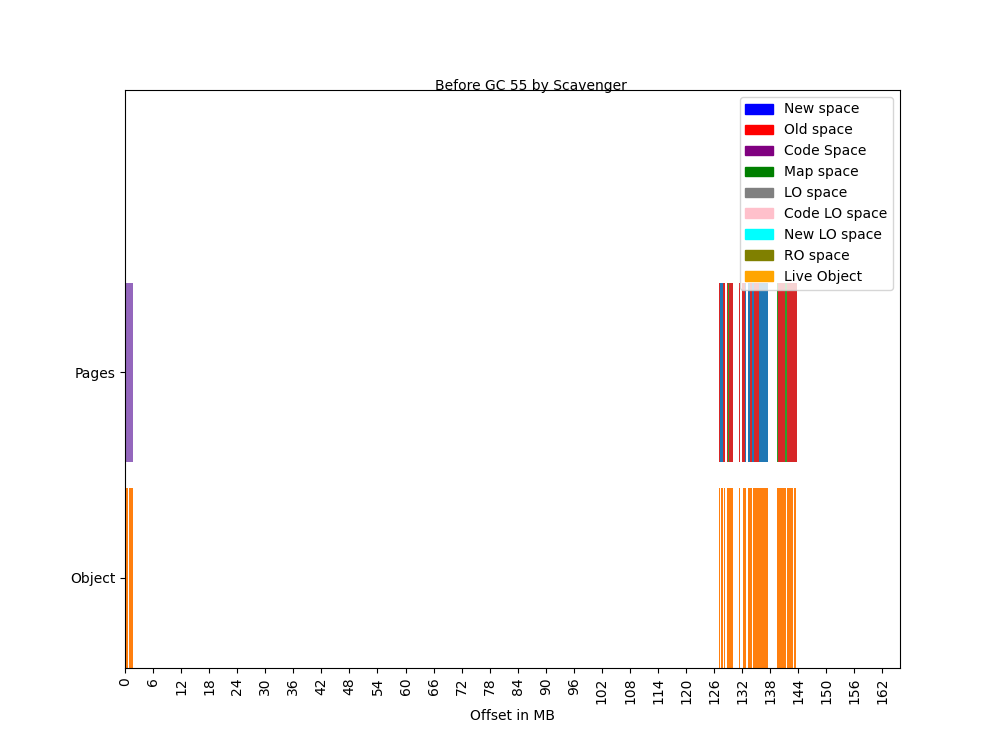 Before GC 55 by Scavenger
New space
Old space
Code Space
Map space
LO space
Code LO space
New LO space
RO space
Live Object
Pages
Object
0 6 12 18 24 30 36 42 48 54 60 66 72 78 84 90 96 102 108 114 120 126 132 138 144 150 156 162
Offset in MB